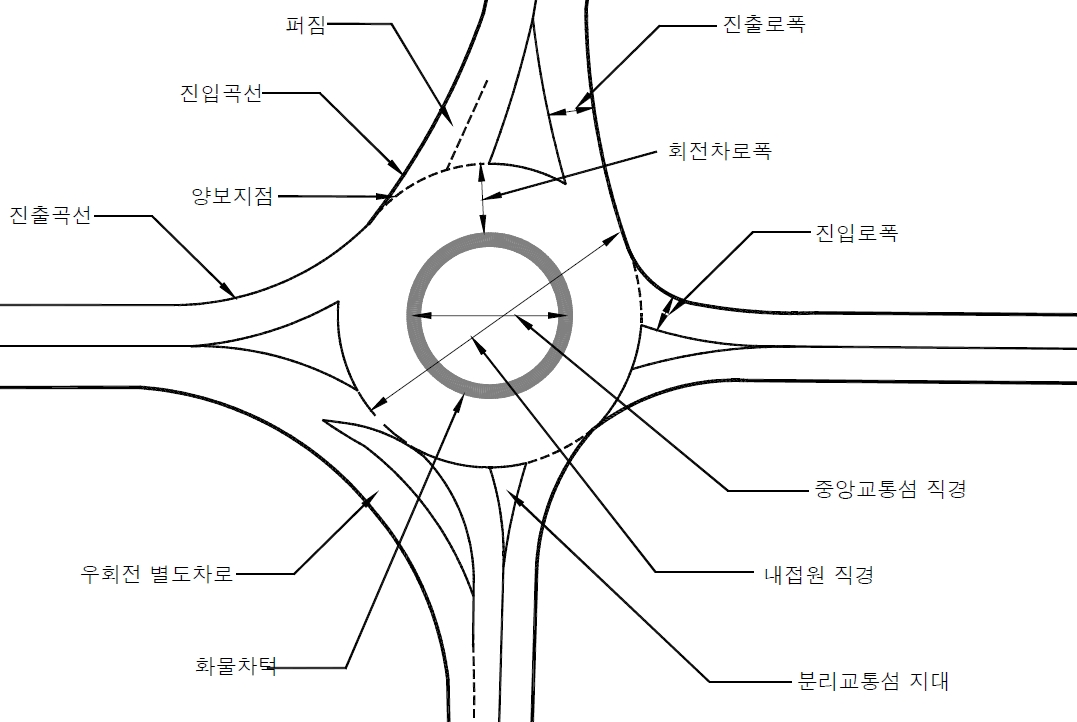 퍼짐
진출로폭
진입곡선
회전차로폭
양보지점
진출곡선
진입로폭
중앙교통섬 직경
우회전 별도차로
내접원 직경
화물차턱
분리교통섬 지대